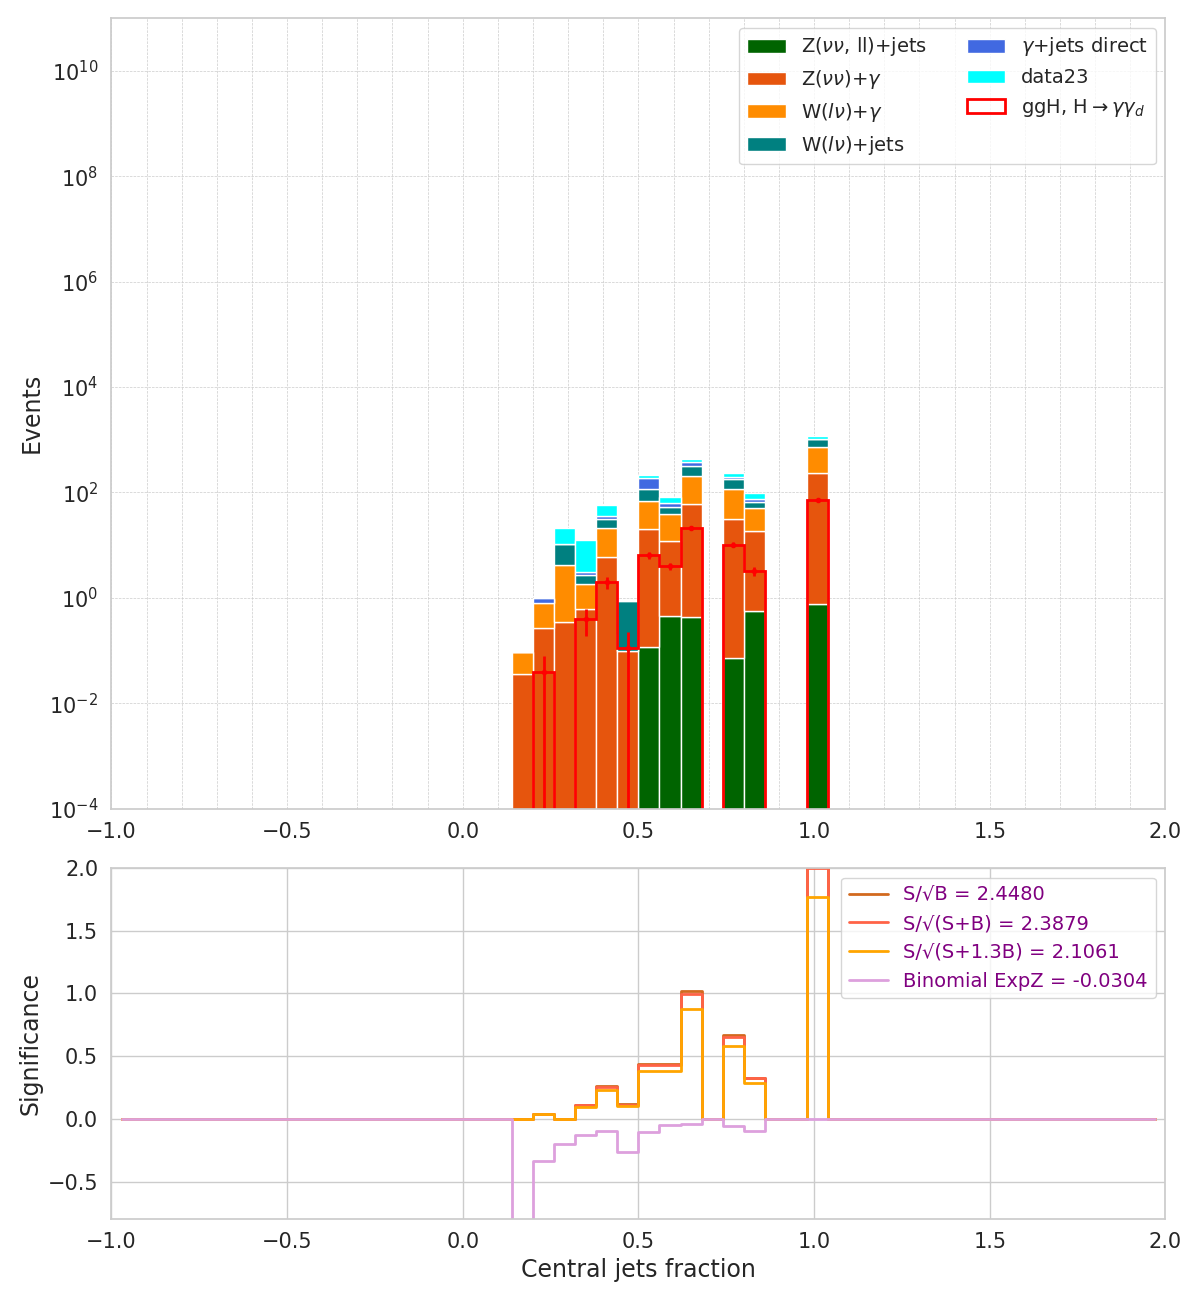 Z(νν, ll)+jets
Z(νν)+γ
W(lν)+γ
W(lν)+jets
γ+jets direct
data23
ggH, H→γγ_d
Events
10^10
10^8
10^6
10^4
10^2
10^0
10^−2
10^−4
−1.0 −0.5 0.0 0.5 1.0 1.5 2.0
S/√B = 2.4480
S/√(S+B) = 2.3879
S/√(S+1.3B) = 2.1061
Binomial ExpZ = -0.0304
Significance
2.0
1.5
1.0
0.5
0.0
−0.5
−1.0 −0.5 0.0 0.5 1.0 1.5 2.0
Central jets fraction